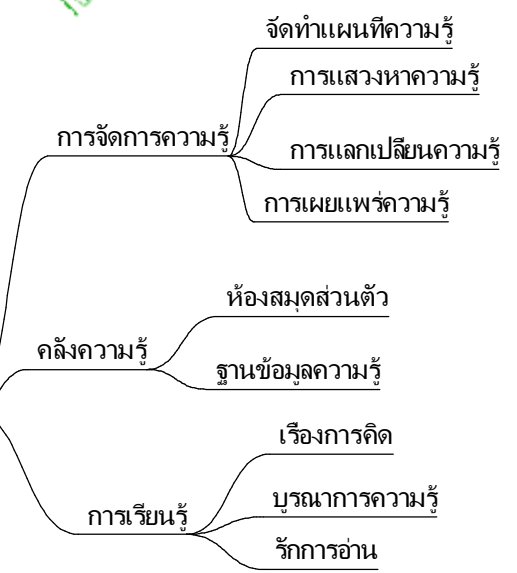 จัดทำแผนทีความรู้
การแสวงหาความรู้
การจัดการความรู้
การแลกเปลียนความรู้
การเผยแพร่ความรู้
ห้องสมุดส่วนตัว
คลังความรู้
ฐานข้อมูลความรู้
เรืองการคิด
บูรณาการความรู้
การเรียนรู้
รักการอ่าน